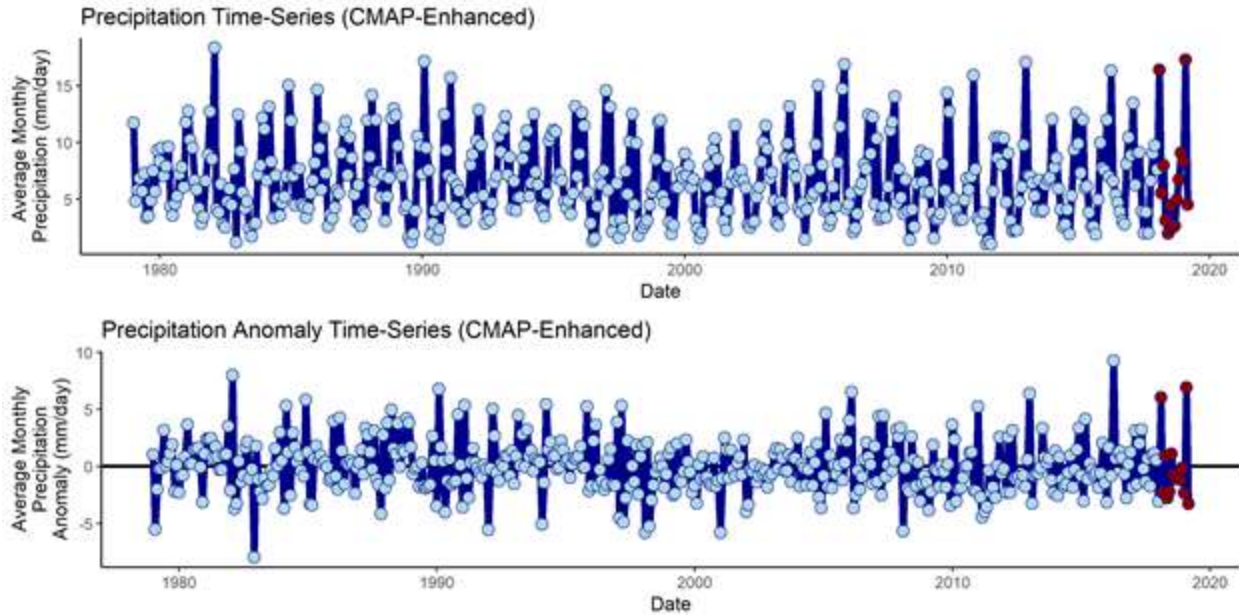 Precipitation Time-Series (CMAP-Enhanced)
Average Monthly
Precipitation (mm/day)
15
10
5
1980
1990
2000
2010
2020
Date
Precipitation Anomaly Time-Series (CMAP-Enhanced)
Average Monthly
Precipitation
Anomaly (mm/day)
10
5
0
-5
1980
1990
2000
2010
2020
Date